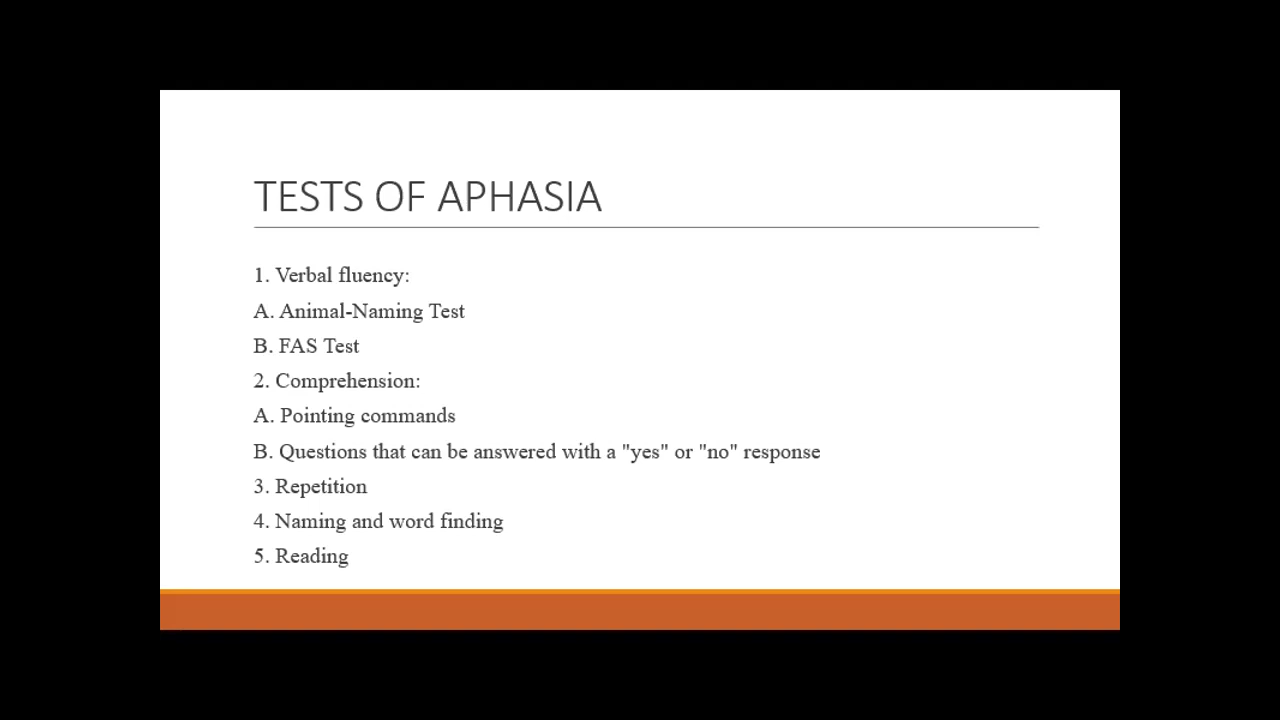 TESTS OF APHASIA
1. Verbal fluency:
A. Animal-Naming Test
B. FAS Test
2. Comprehension:
A. Pointing commands
B. Questions that can be answered with a "yes" or "no" response
3. Repetition
4. Naming and word finding
5. Reading